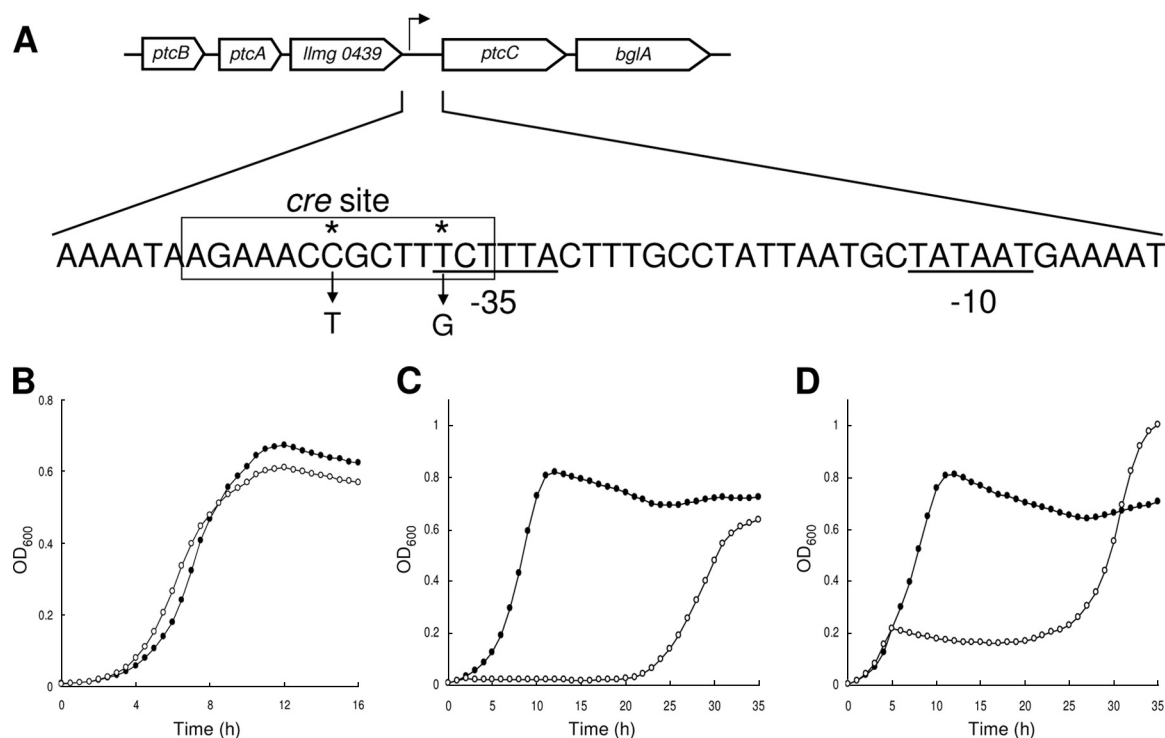 A
ptcB ptcA llmg 0439 ptcC bglA
cre site
* *
AAAATAAGAAACCGCTTTCTTTTACTTTGCCTATTAATGCTATAATGAAAAT
T G -35 -10
B C D
0.8
0.6
0.4
0.2
0
OD600
0 4 8 12 16
Time (h)
1
0.8
0.6
0.4
0.2
0
OD600
0 5 10 15 20 25 30 35
Time (h)
1
0.8
0.6
0.4
0.2
0
OD600
0 5 10 15 20 25 30 35
Time (h)